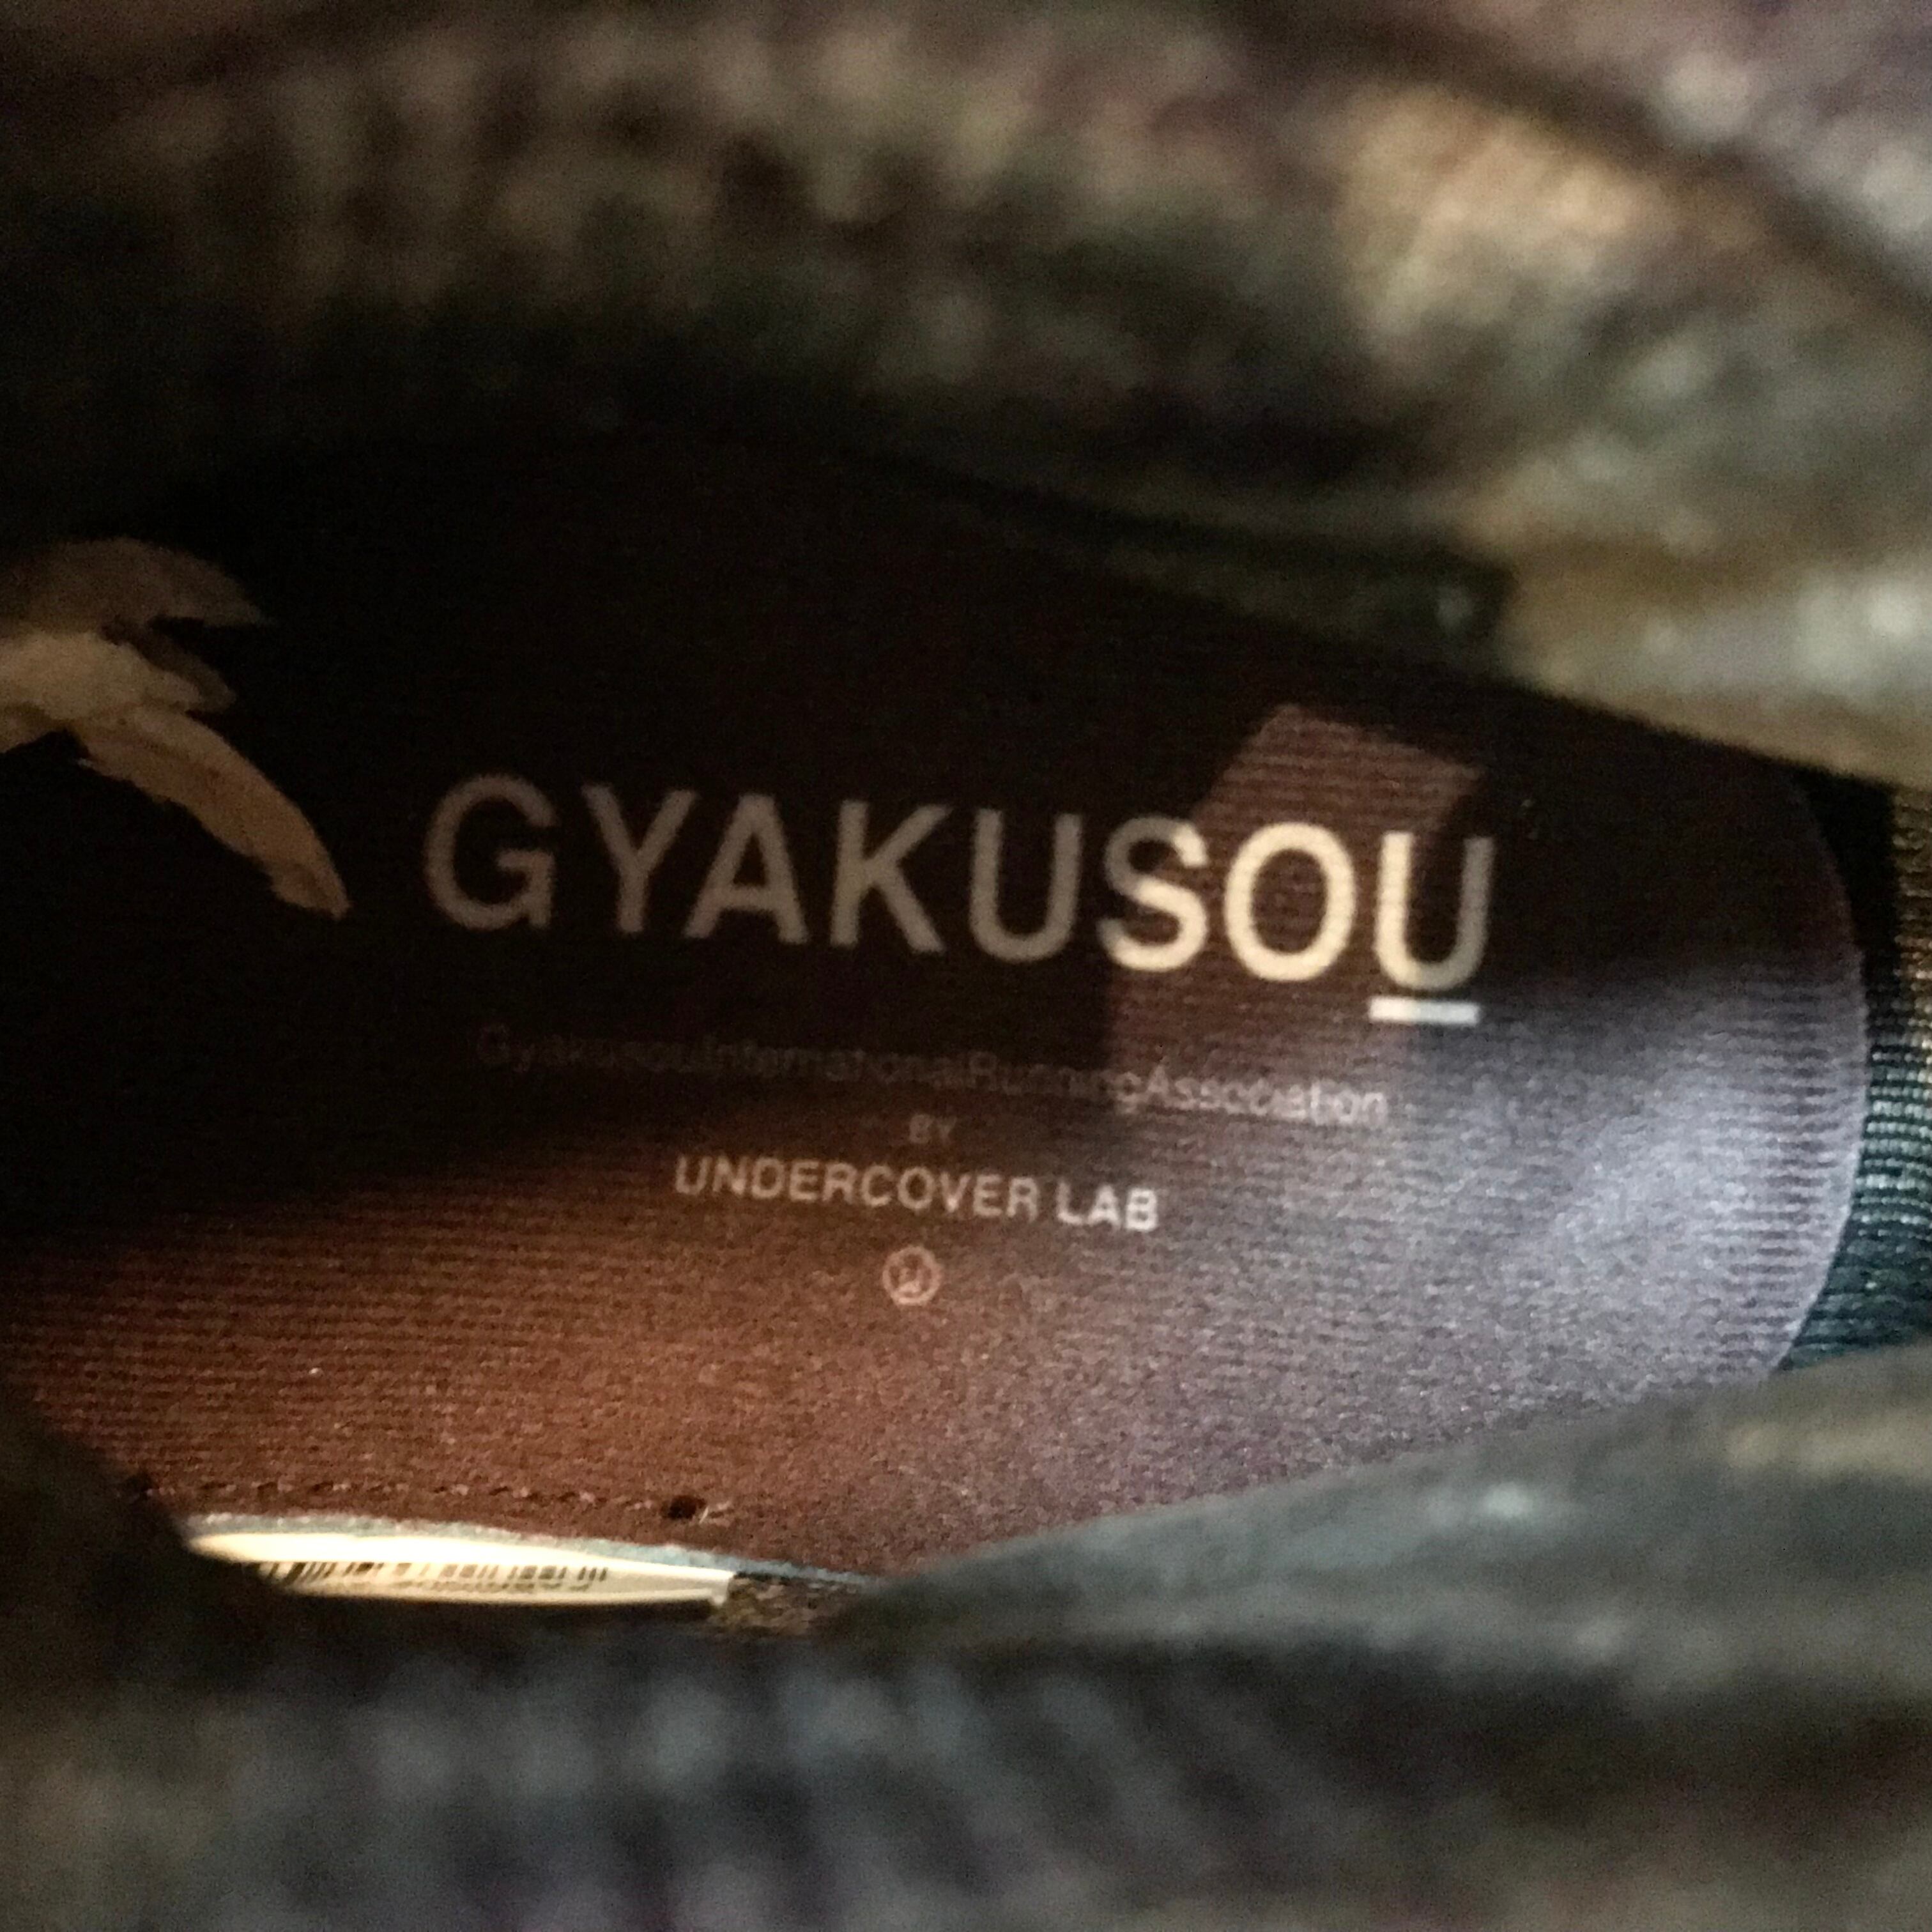 GYAKUSOU
GyakusouInternationalRunningAssociation
BY
UNDERCOVER LAB